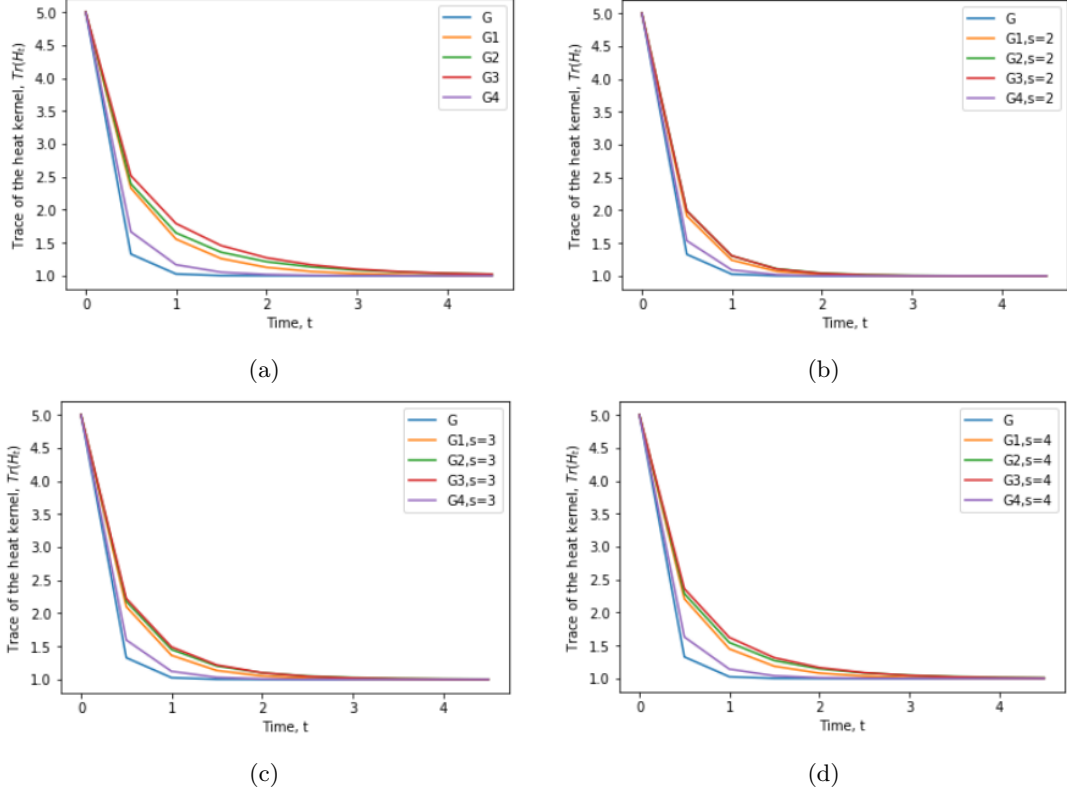 5.0
4.5
4.0
3.5
3.0
2.5
2.0
1.5
1.0
Trace of the heat kernel, Tr(Hₜ)
0 1 2 3 4
Time, t
G
G1
G2
G3
G4
(a)
5.0
4.5
4.0
3.5
3.0
2.5
2.0
1.5
1.0
Trace of the heat kernel, Tr(Hₜ)
0 1 2 3 4
Time, t
G
G1,s=2
G2,s=2
G3,s=2
G4,s=2
(b)
5.0
4.5
4.0
3.5
3.0
2.5
2.0
1.5
1.0
Trace of the heat kernel, Tr(Hₜ)
0 1 2 3 4
Time, t
G
G1,s=3
G2,s=3
G3,s=3
G4,s=3
(c)
5.0
4.5
4.0
3.5
3.0
2.5
2.0
1.5
1.0
Trace of the heat kernel, Tr(Hₜ)
0 1 2 3 4
Time, t
G
G1,s=4
G2,s=4
G3,s=4
G4,s=4
(d)